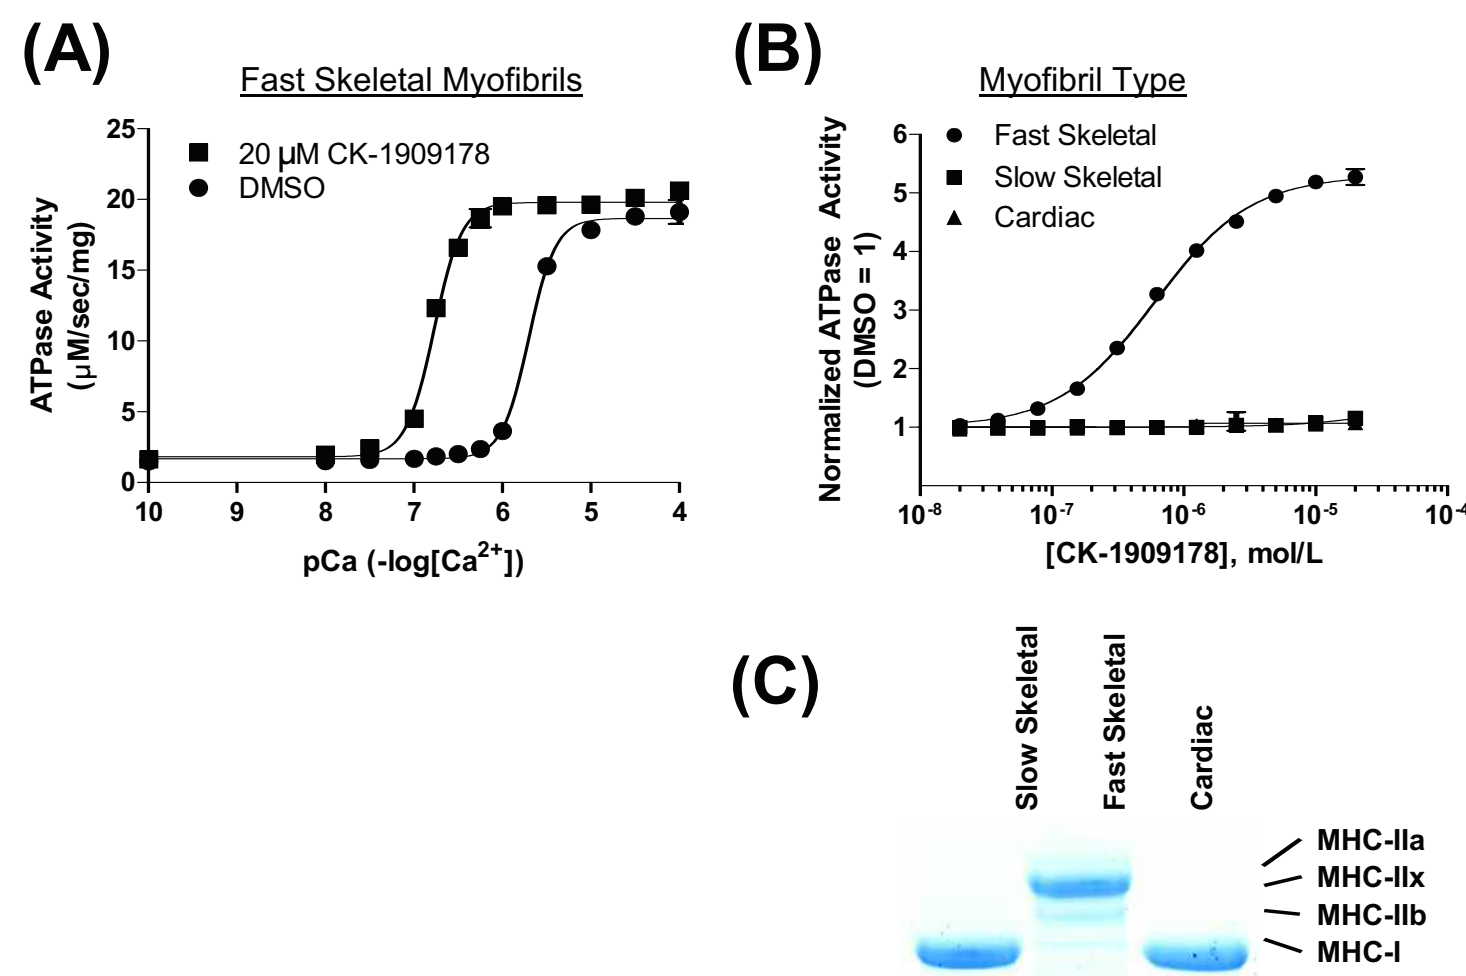 (A)
Fast Skeletal Myofibrils
25
20
15
10
5
0
ATPase Activity
(µM/sec/mg)
20 µM CK-1909178
DMSO
10 9 8 7 6 5 4
pCa (-log[Ca2+])
(B)
Myofibril Type
6
5
4
3
2
1
Normalized ATPase Activity
(DMSO = 1)
Fast Skeletal
Slow Skeletal
Cardiac
10-8 10-7 10-6 10-5 10-4
[CK-1909178], mol/L
(C)
Slow Skeletal
Fast Skeletal
Cardiac
MHC-IIa
MHC-IIx
MHC-IIb
MHC-I